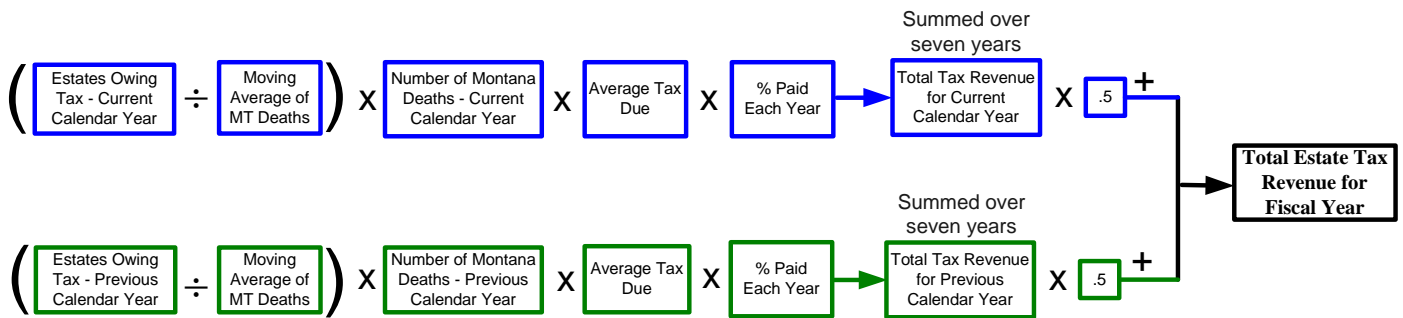 Summed over
seven years
(
Estates Owing
Tax - Current
Calendar Year
÷
Moving
Average of
MT Deaths
)
x
Number of Montana
Deaths - Current
Calendar Year
x
Average Tax
Due
x
% Paid
Each Year
Total Tax Revenue
for Current
Calendar Year
x
.5
+
Total Estate Tax
Revenue for
Fiscal Year
Summed over
seven years
(
Estates Owing
Tax - Previous
Calendar Year
÷
Moving
Average of
MT Deaths
)
x
Number of Montana
Deaths - Previous
Calendar Year
x
Average Tax
Due
x
% Paid
Each Year
Total Tax Revenue
for Previous
Calendar Year
x
.5
+